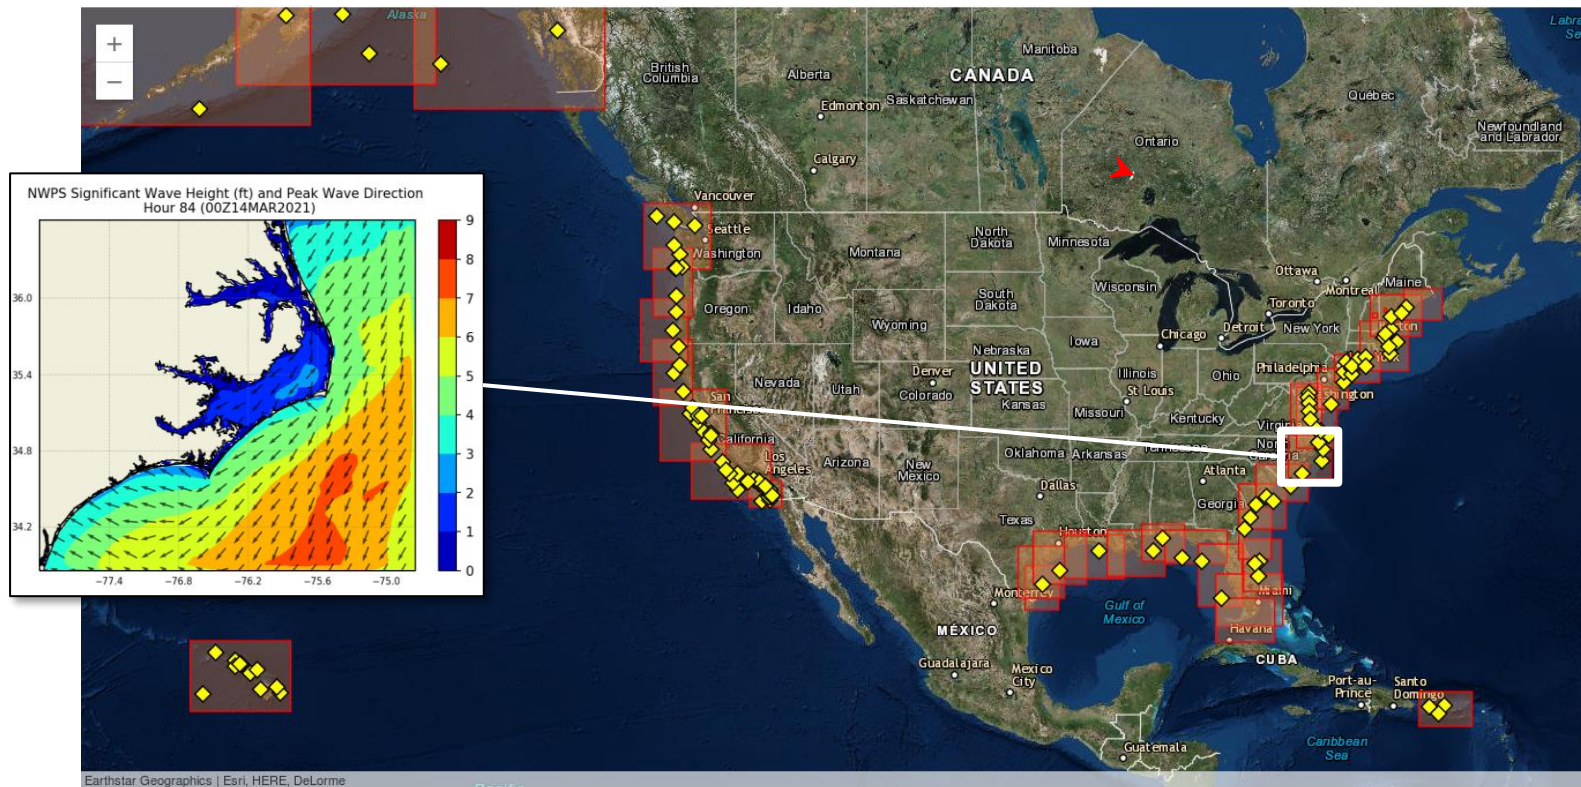 Alaska
+
−
British
Columbia
Alberta
Edmonton
Saskatchewan
Manitoba
CANADA
Calgary
Ontario
Québec
Newfoundland
and Labrador
NWPS Significant Wave Height (ft) and Peak Wave Direction
Hour 84 (00Z14MAR2021)
36.0
35.4
34.8
34.2
−77.4
−76.8
−76.2
−75.6
−75.0
9
8
7
6
5
4
3
2
1
0
Vancouver
Seattle
Washington
Montana
North
Dakota
Minnesota
Ottawa
Montreal
Maine
Oregon
Idaho
South
Dakota
Wisconsin
Toronto
Wyoming
Chicago
Detroit
New York
Nebraska
Iowa
Nevada
Utah
Denver
Colorado
UNITED
STATES
Illinois
Ohio
Philadelphia
San
California
Kansas
Missouri
St Louis
Kentucky
Virginia
Los
Angeles
Arizona
New
Mexico
Oklahoma
Arkansas
Atlanta
Dallas
Georgia
Texas
Houston
Monterrey
Gulf of
Mexico
Miami
Havana
MÉXICO
CUBA
Guadalajara
Mexico
City
Port-au-
Prince
Santo
Domingo
Guatemala
Caribbean
Sea
Earthstar Geographics | Esri, HERE, DeLorme